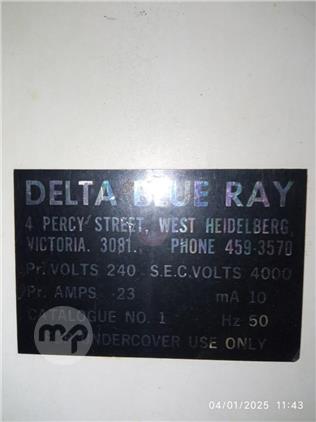 DELTA BLUE RAY
4 PERCY STREET, WEST HEIDELBERG,
VICTORIA. 3081. PHONE 459-3570
Pr. VOLTS 240 S.E.C. VOLTS 4000
Pr. AMPS .23 mA 10
CATALOGUE NO. 1 Hz 50
UNDERCOVER USE ONLY
mp
04/01/2025 11:43